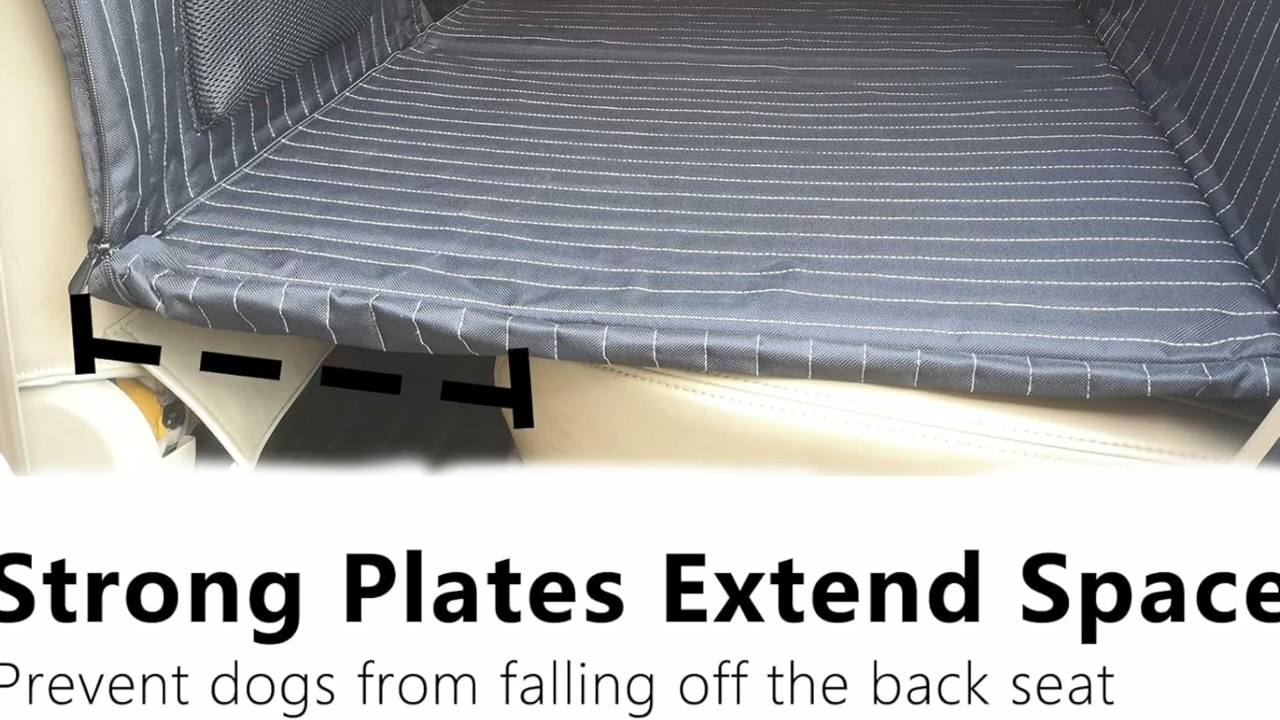 Strong Plates Extend Space
Prevent dogs from falling off the back seat